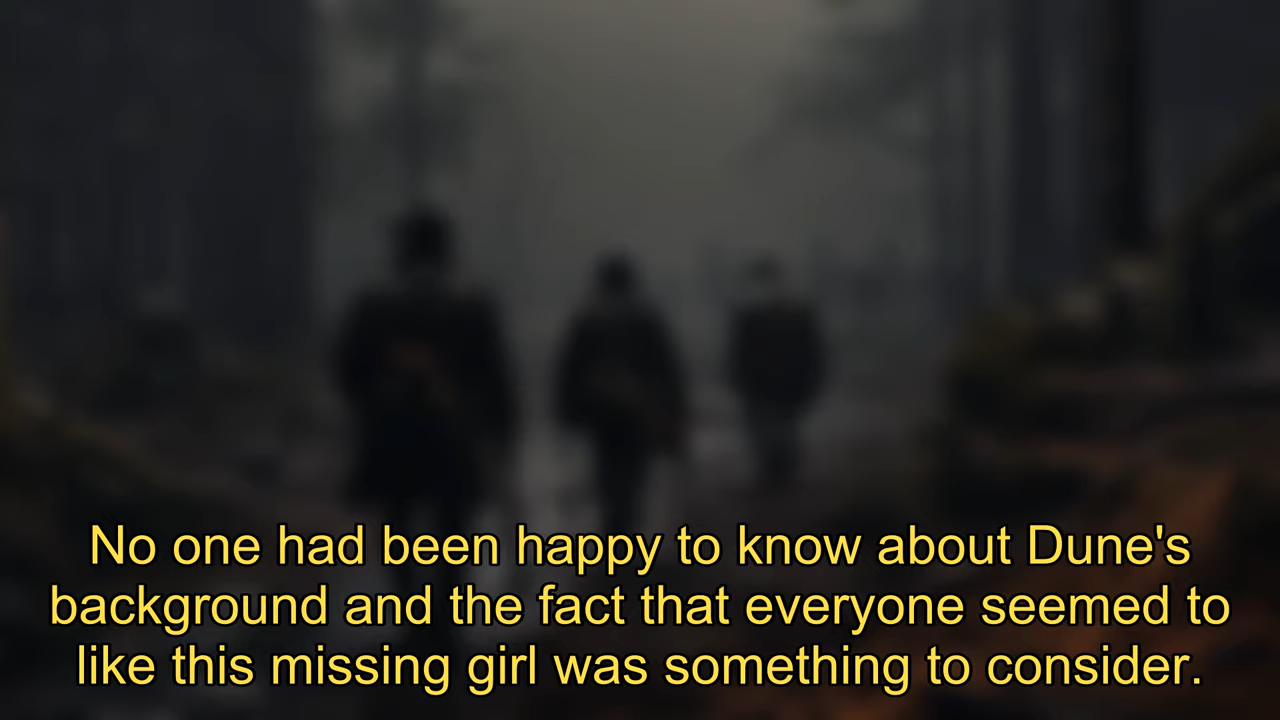 No one had been happy to know about Dune's
background and the fact that everyone seemed to
like this missing girl was something to consider.